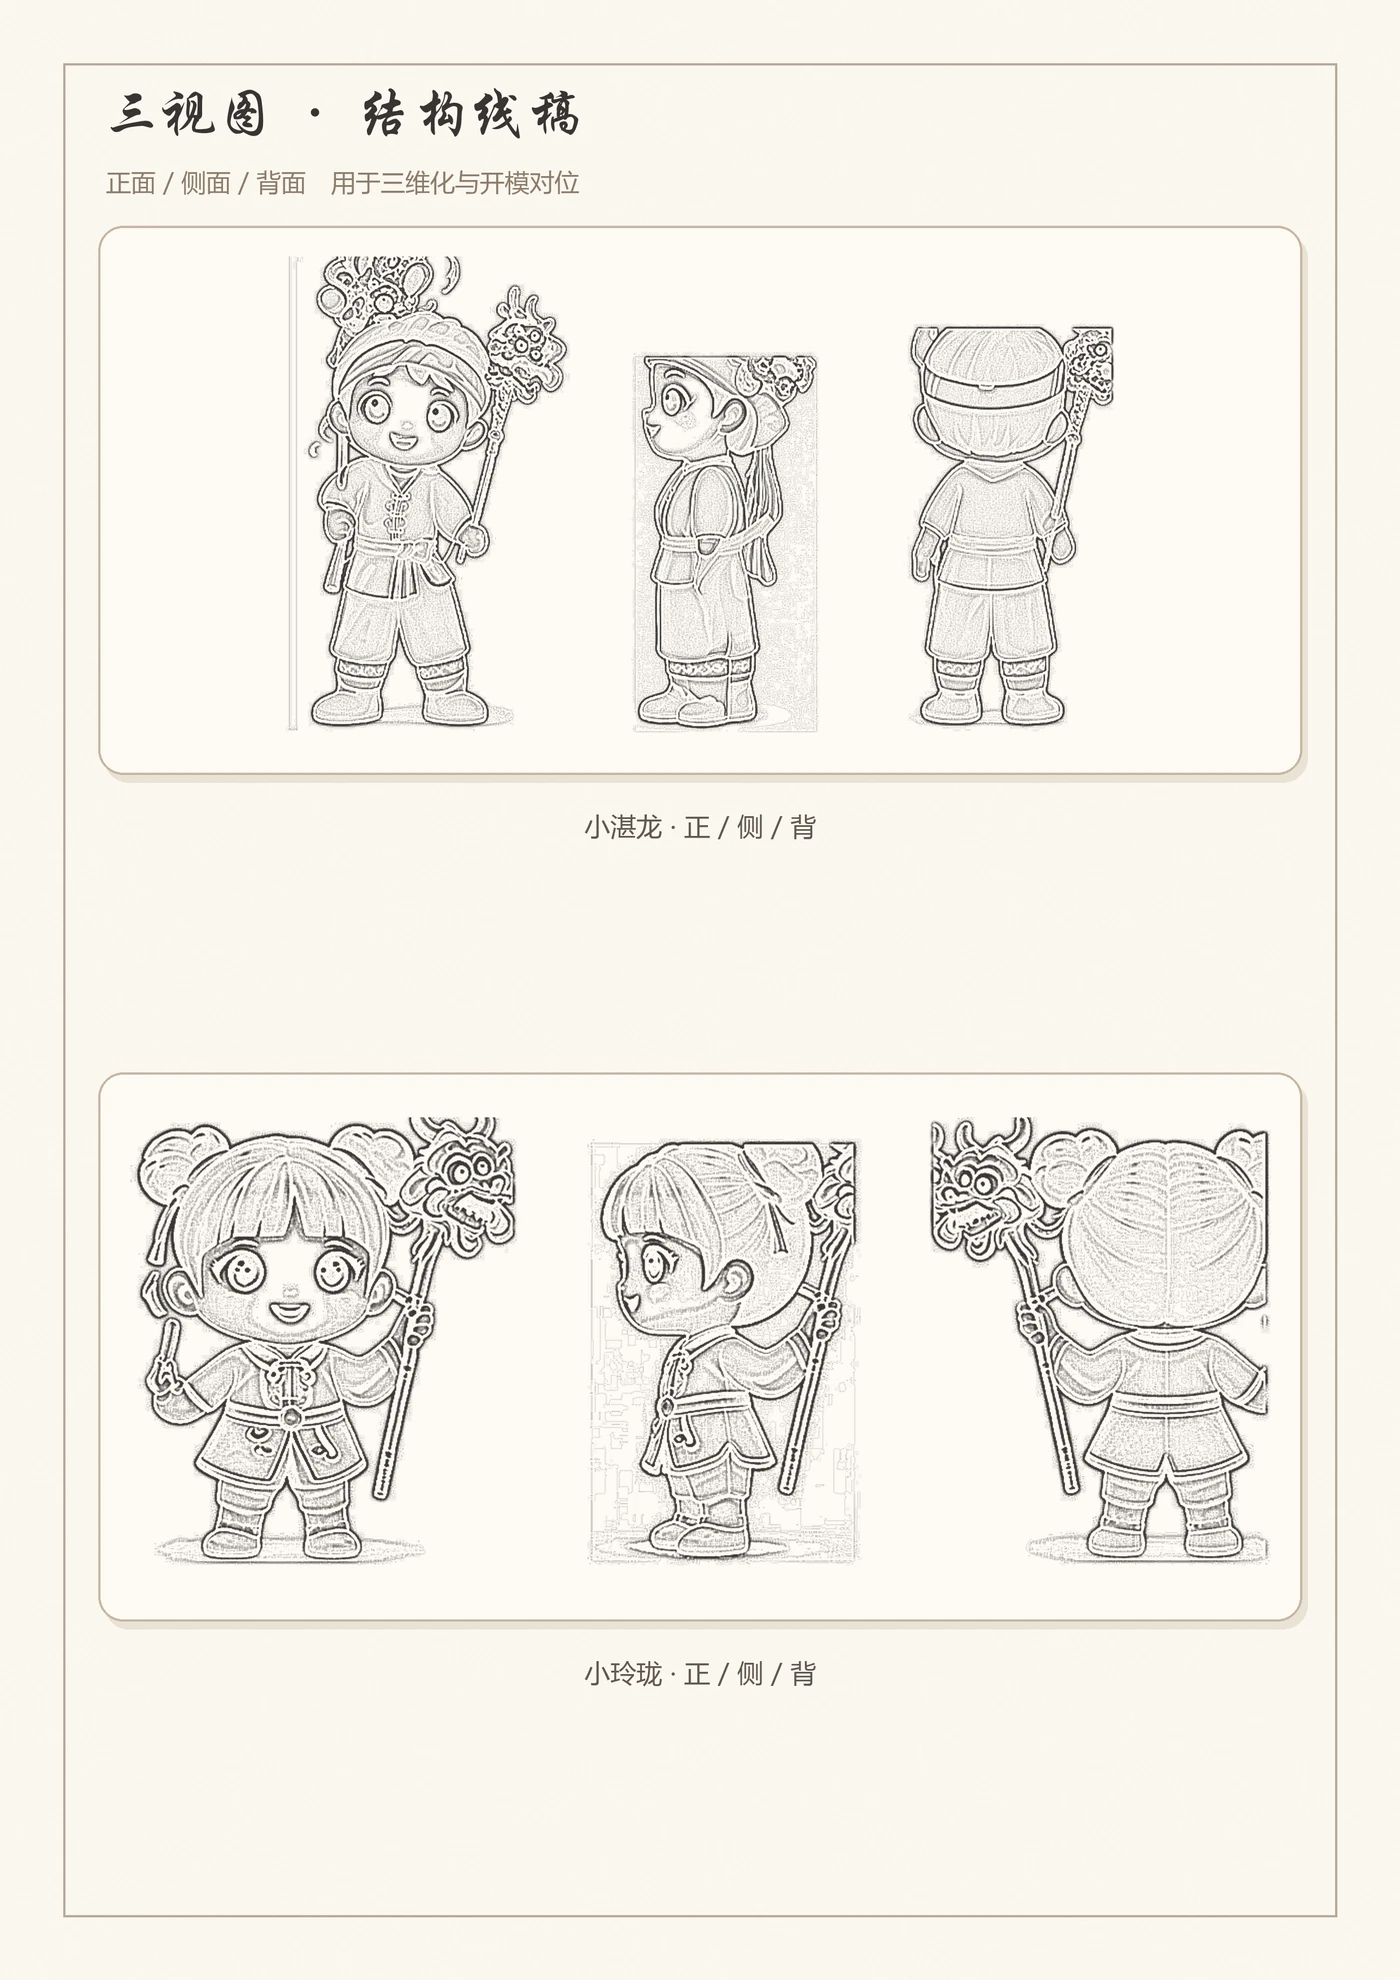 三视图 · 结构线稿
正面 / 侧面 / 背面　用于三维化与开模对位
小湛龙 · 正 / 侧 / 背
小玲珑 · 正 / 侧 / 背